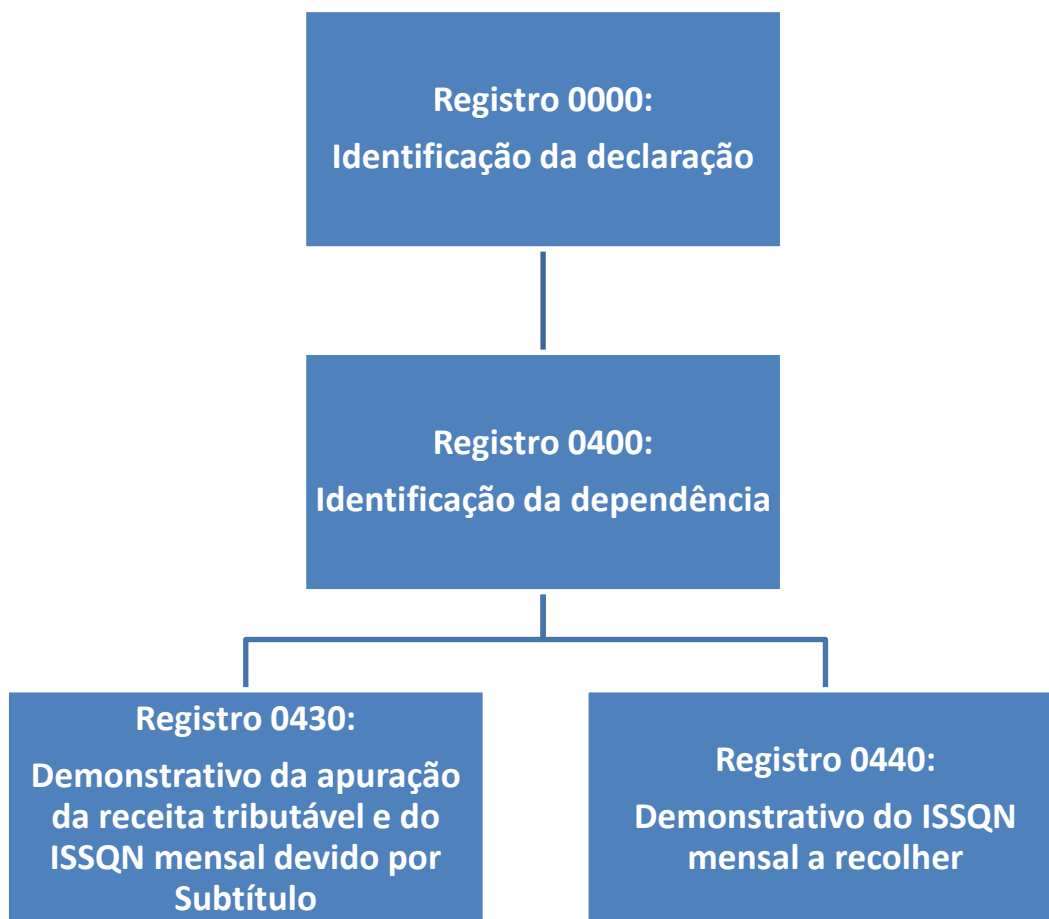 Registro 0000:
Identificação da declaração
Registro 0400:
Identificação da dependência
Registro 0430:
Demonstrativo da apuração
da receita tributável e do
ISSQN mensal devido por
Subtítulo
Registro 0440:
Demonstrativo do ISSQN
mensal a recolher